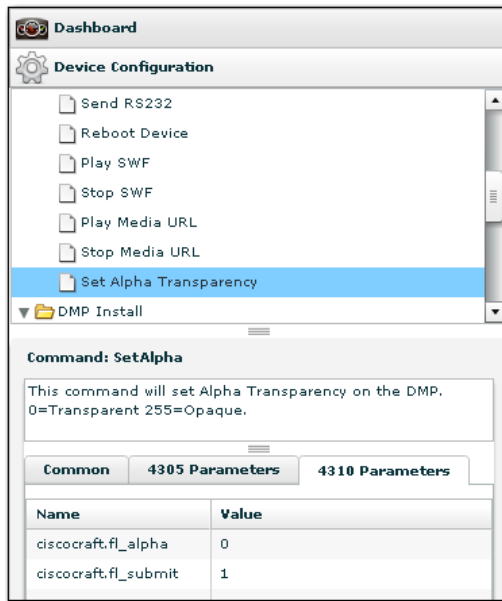 Dashboard
Device Configuration
Send RS232
Reboot Device
Play SWF
Stop SWF
Play Media URL
Stop Media URL
Set Alpha Transparency
DMP Install
Command: SetAlpha
This command will set Alpha Transparency on the DMP.
0=Transparent 255=Opaque.
Common 4305 Parameters 4310 Parameters
Name Value
ciscocraft.fl_alpha 0
ciscocraft.fl_submit 1